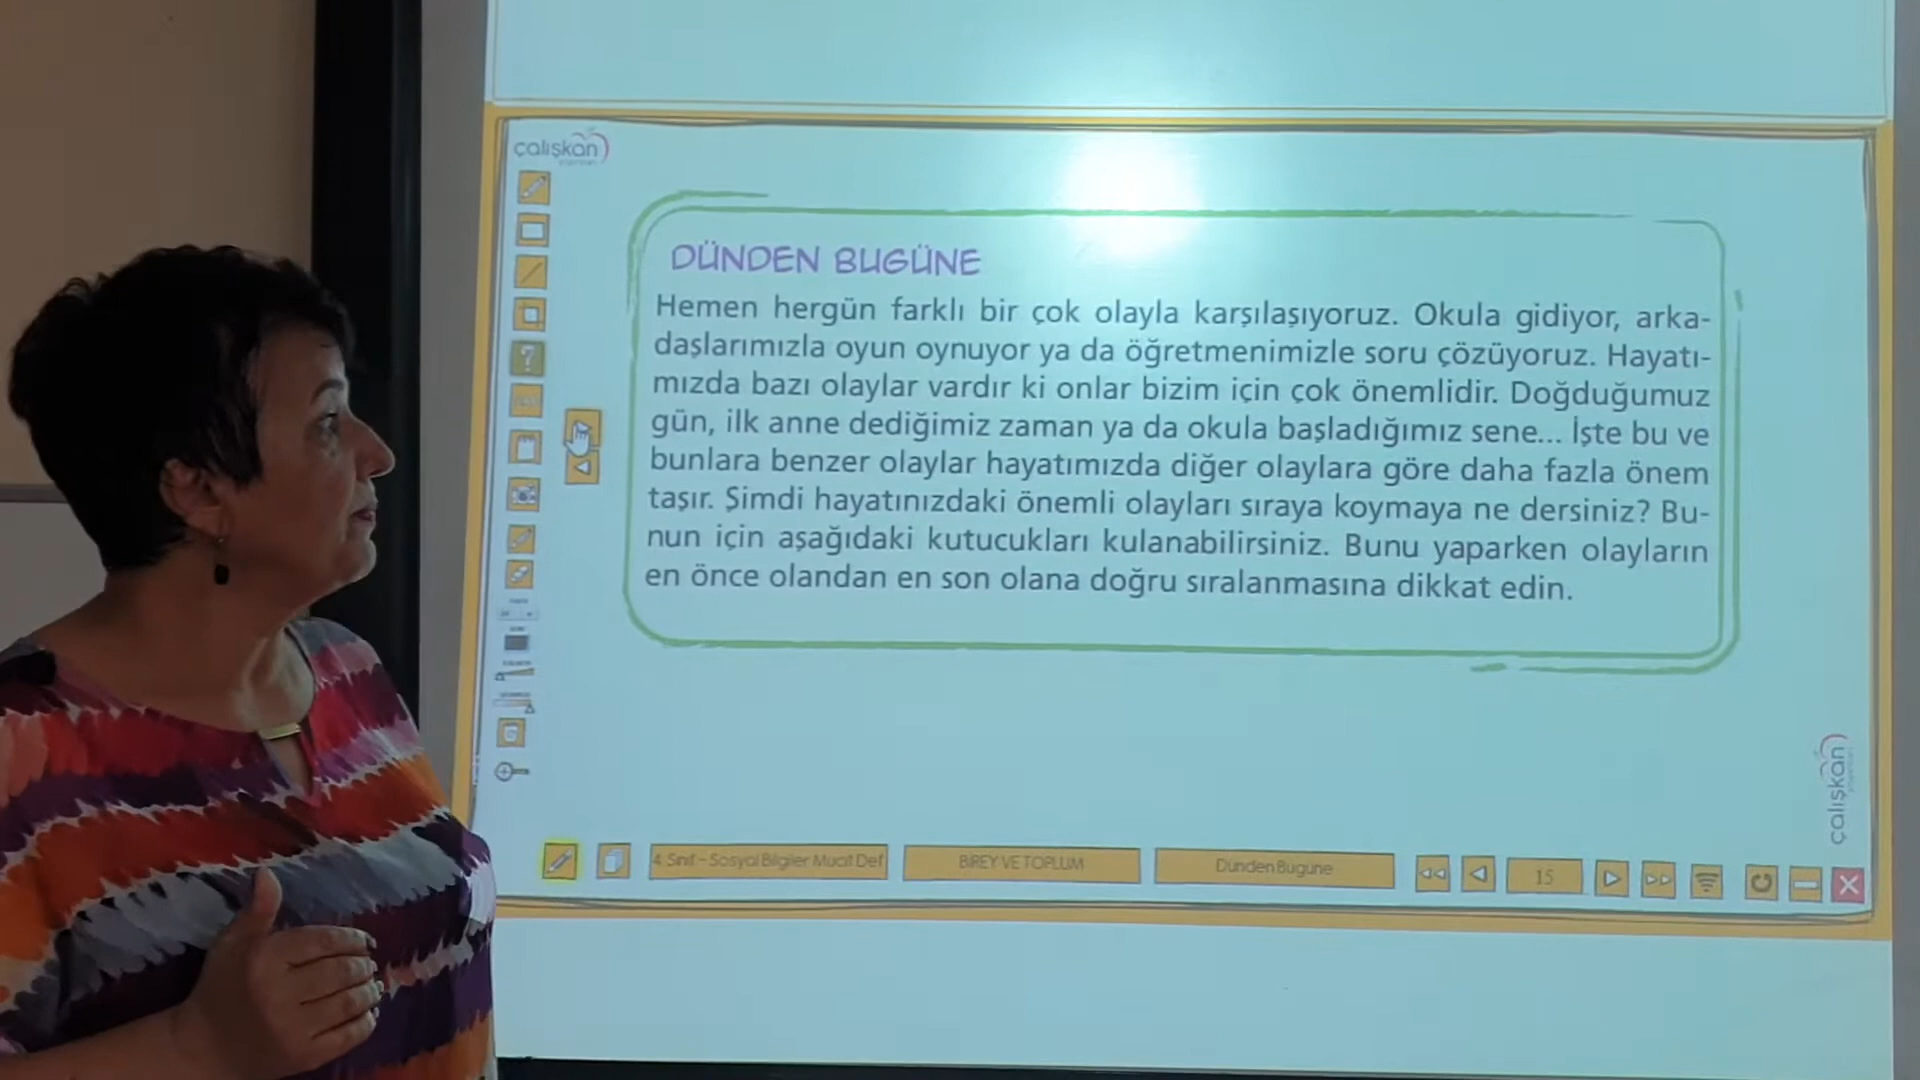 çalışkan
DÜNDEN BUGÜNE
Hemen hergün farklı bir çok olayla karşılaşıyoruz. Okula gidiyor, arka-
daşlarımızla oyun oynuyor ya da öğretmenimizle soru çözüyoruz. Hayatı-
mızda bazı olaylar vardır ki onlar bizim için çok önemlidir. Doğduğumuz
gün, ilk anne dediğimiz zaman ya da okula başladığımız sene... İşte bu ve
bunlara benzer olaylar hayatımızda diğer olaylara göre daha fazla önem
taşır. Şimdi hayatınızdaki önemli olayları sıraya koymaya ne dersiniz? Bu-
nun için aşağıdaki kutucukları kulanabilirsiniz. Bunu yaparken olayların
en önce olandan en son olana doğru sıralanmasına dikkat edin.
çalışkan
4. Sınıf - Sosyal Bilgiler Mucit Def
BİREY VE TOPLUM
Dünden Bugüne
15